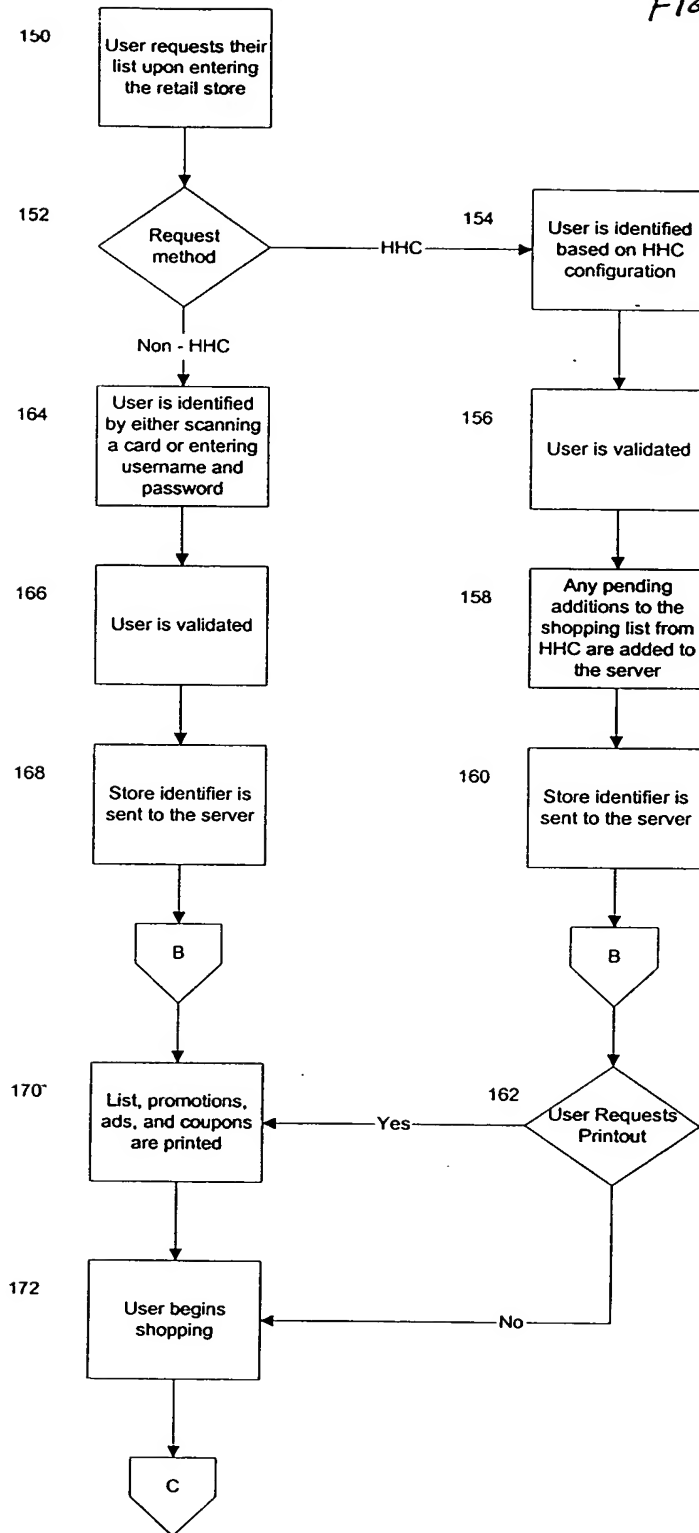 FIG
150
User requests their
list upon entering
the retail store
152
Request
method
HHC
154
User is identified
based on HHC
configuration
Non - HHC
164
User is identified
by either scanning
a card or entering
username and
password
156
User is validated
166
User is validated
158
Any pending
additions to the
shopping list from
HHC are added to
the server
168
Store identifier is
sent to the server
160
Store identifier is
sent to the server
B
B
170
List, promotions,
ads, and coupons
are printed
Yes
162
User Requests
Printout
172
User begins
shopping
No
C